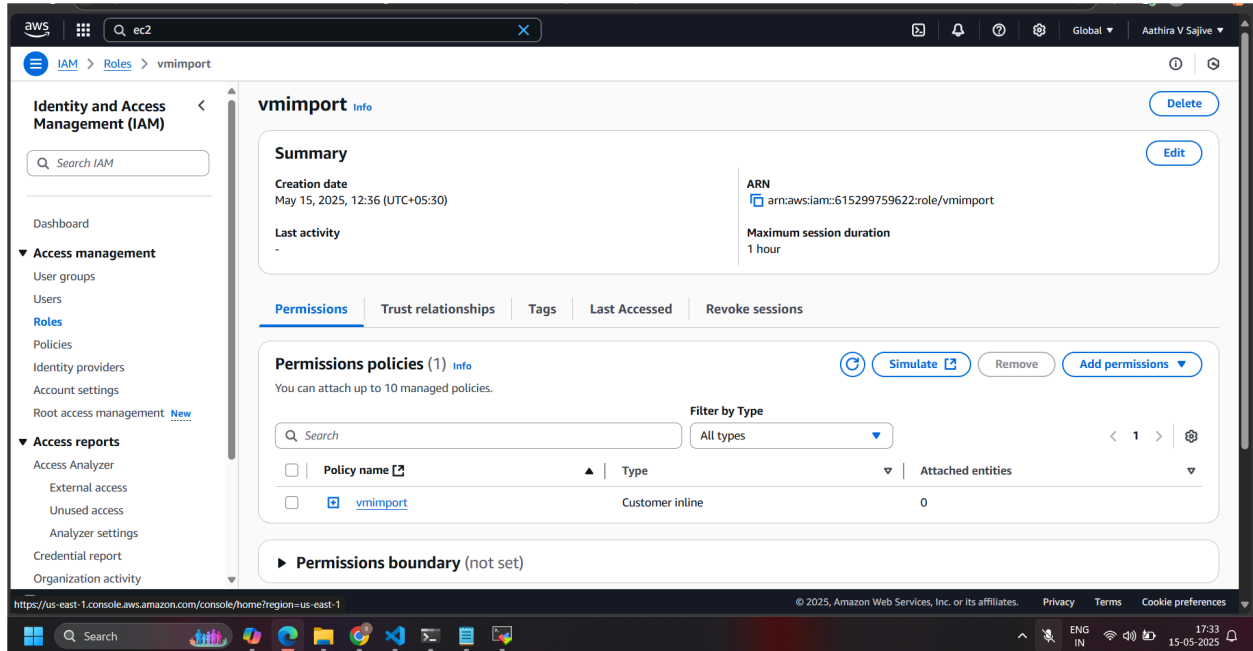 aws
ec2
Global
Aathira V Sajive
IAM > Roles > vmimport
Identity and Access
Management (IAM)
Search IAM
Dashboard
Access management
User groups
Users
Roles
Policies
Identity providers
Account settings
Root access management New
Access reports
Access Analyzer
External access
Unused access
Analyzer settings
Credential report
Organization activity
vmimport Info
Delete
Summary
Edit
Creation date
May 15, 2025, 12:36 (UTC+05:30)
ARN
arn:aws:iam::615299759622:role/vmimport
Last activity
-
Maximum session duration
1 hour
Permissions
Trust relationships
Tags
Last Accessed
Revoke sessions
Permissions policies (1) Info
Simulate
Remove
Add permissions
You can attach up to 10 managed policies.
Filter by Type
Search
All types
1
Policy name
Type
Attached entities
vmimport
Customer inline
0
Permissions boundary (not set)
https://us-east-1.console.aws.amazon.com/console/home?region=us-east-1
© 2025, Amazon Web Services, Inc. or its affiliates.
Privacy
Terms
Cookie preferences
Search
ENG
IN
17:33
15-05-2025